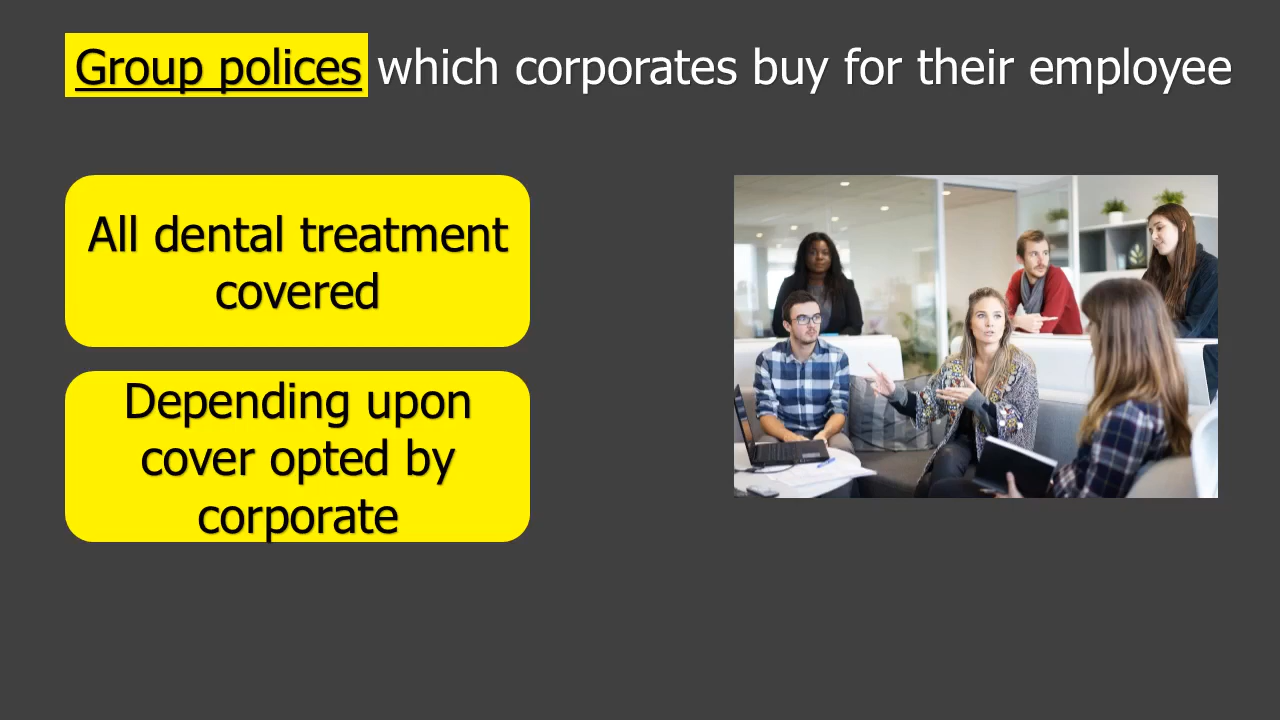 Group polices which corporates buy for their employee
All dental treatment
covered
Depending upon
cover opted by
corporate